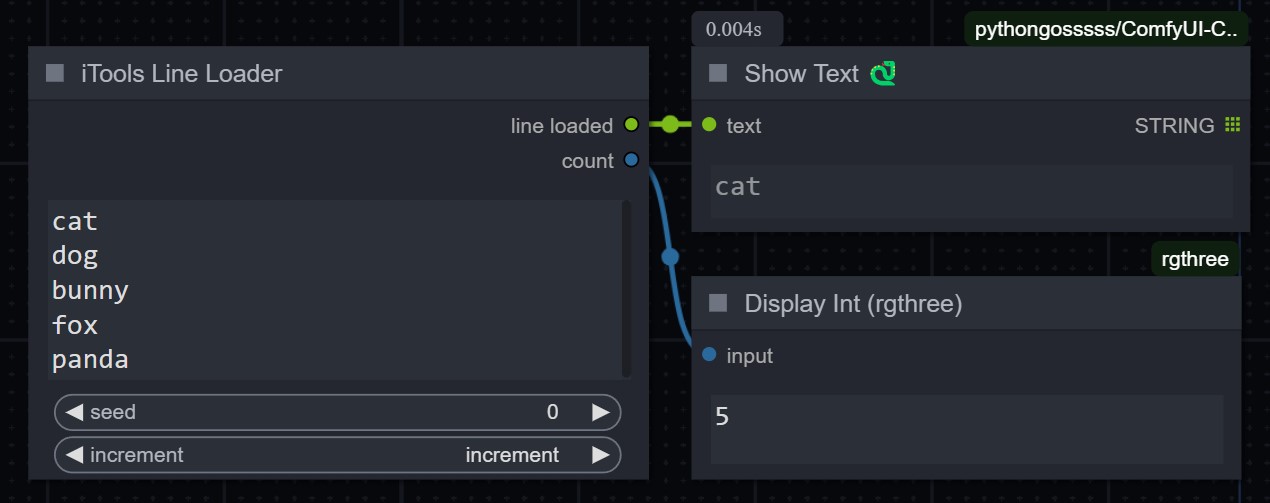 0.004s
pythongosssss/ComfyUI-C..
iTools Line Loader
line loaded
count
cat
dog
bunny
fox
panda
seed 0
increment increment
Show Text
text STRING
cat
rgthree
Display Int (rgthree)
input
5